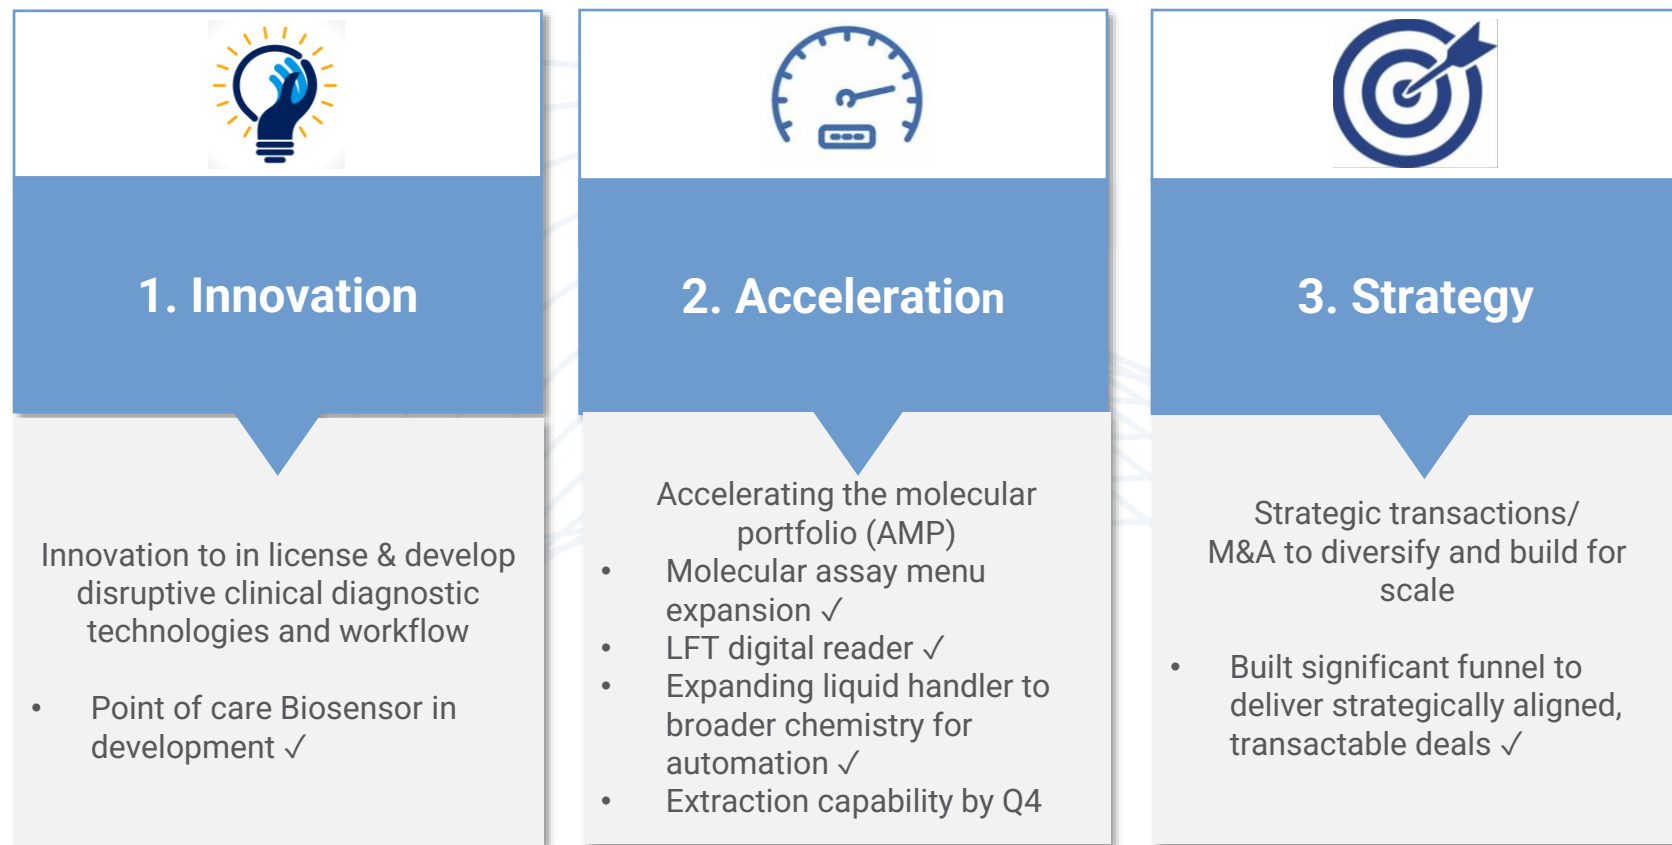 1. Innovation
Innovation to in license & develop
disruptive clinical diagnostic
technologies and workflow
• Point of care Biosensor in
development ✓
2. Acceleration
Accelerating the molecular
portfolio (AMP)
• Molecular assay menu
expansion ✓
• LFT digital reader ✓
• Expanding liquid handler to
broader chemistry for
automation ✓
• Extraction capability by Q4
3. Strategy
Strategic transactions/
M&A to diversify and build for
scale
• Built significant funnel to
deliver strategically aligned,
transactable deals ✓